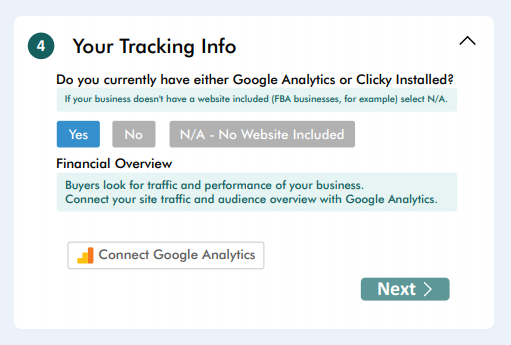 4 Your Tracking Info
Do you currently have either Google Analytics or Clicky Installed?
If your business doesn't have a website included (FBA businesses, for example) select N/A.
Yes No N/A - No Website Included
Financial Overview
Buyers look for traffic and performance of your business.
Connect your site traffic and audience overview with Google Analytics.
Connect Google Analytics
Next